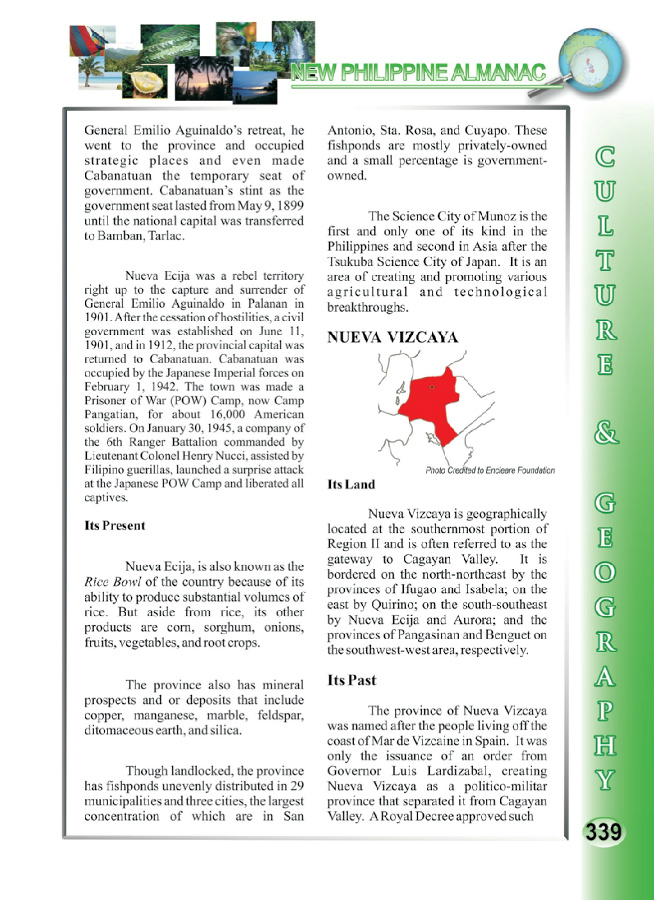 NEW PHILIPPINE ALMANAC
General Emilio Aguinaldo's retreat, he
went to the province and occupied
strategic places and even made
Cabanatuan the temporary seat of
government. Cabanatuan's stint as the
government seat lasted from May 9, 1899
until the national capital was transferred
to Bamban, Tarlac.
Nueva Ecija was a rebel territory
right up to the capture and surrender of
General Emilio Aguinaldo in Palanan in
1901. After the cessation of hostilities, a civil
government was established on June 11,
1901, and in 1912, the provincial capital was
returned to Cabanatuan. Cabanatuan was
occupied by the Japanese Imperial forces on
February 1, 1942. The town was made a
Prisoner of War (POW) Camp, now Camp
Pangatian, for about 16,000 American
soldiers. On January 30, 1945, a company of
the 6th Ranger Battalion commanded by
Lieutenant Colonel Henry Nucci, assisted by
Filipino guerillas, launched a surprise attack
at the Japanese POW Camp and liberated all
captives.
Its Present
Nueva Ecija, is also known as the
Rice Bowl of the country because of its
ability to produce substantial volumes of
rice. But aside from rice, its other
products are corn, sorghum, onions,
fruits, vegetables, and root crops.
The province also has mineral
prospects and or deposits that include
copper, manganese, marble, feldspar,
ditomaceous earth, and silica.
Though landlocked, the province
has fishponds unevenly distributed in 29
municipalities and three cities, the largest
concentration of which are in San
Antonio, Sta. Rosa, and Cuyapo. These
fishponds are mostly privately-owned
and a small percentage is government-
owned.
The Science City of Munoz is the
first and only one of its kind in the
Philippines and second in Asia after the
Tsukuba Science City of Japan. It is an
area of creating and promoting various
agricultural and technological
breakthroughs.
NUEVA VIZCAYA
Photo Credited to Encleare Foundation
Its Land
Nueva Vizcaya is geographically
located at the southernmost portion of
Region II and is often referred to as the
gateway to Cagayan Valley. It is
bordered on the north-northeast by the
provinces of Ifugao and Isabela; on the
east by Quirino; on the south-southeast
by Nueva Ecija and Aurora; and the
provinces of Pangasinan and Benguet on
the southwest-west area, respectively.
Its Past
The province of Nueva Vizcaya
was named after the people living off the
coast of Mar de Vizcaine in Spain. It was
only the issuance of an order from
Governor Luis Lardizabal, creating
Nueva Vizcaya as a politico-militar
province that separated it from Cagayan
Valley. A Royal Decree approved such
CULTURE & GEOGRAPHY
339